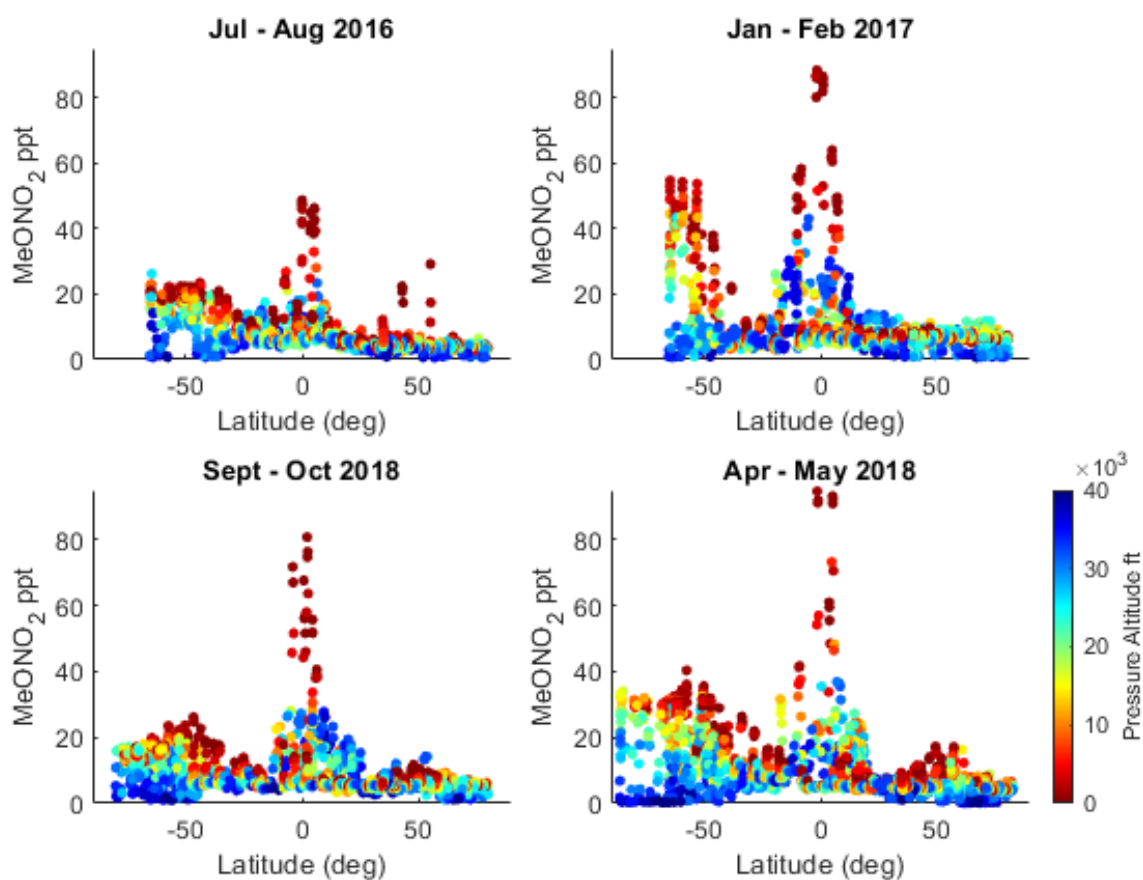 Jul - Aug 2016
Jan - Feb 2017
MeONO2 ppt
80
60
40
20
0
-50 0 50
Latitude (deg)
MeONO2 ppt
80
60
40
20
0
-50 0 50
Latitude (deg)
Sept - Oct 2018
Apr - May 2018
MeONO2 ppt
80
60
40
20
0
-50 0 50
Latitude (deg)
MeONO2 ppt
80
60
40
20
0
-50 0 50
Latitude (deg)
×10³
40
30
20
10
0
Pressure Altitude ft